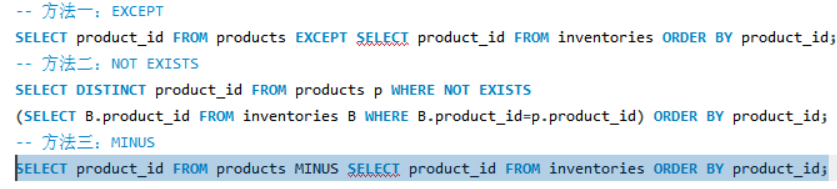 -- 方法一：EXCEPT
SELECT product_id FROM products EXCEPT SELECT product_id FROM inventories ORDER BY product_id;
-- 方法二：NOT EXISTS
SELECT DISTINCT product_id FROM products p WHERE NOT EXISTS
(SELECT B.product_id FROM inventories B WHERE B.product_id=p.product_id) ORDER BY product_id;
-- 方法三：MINUS
SELECT product_id FROM products MINUS SELECT product_id FROM inventories ORDER BY product_id;